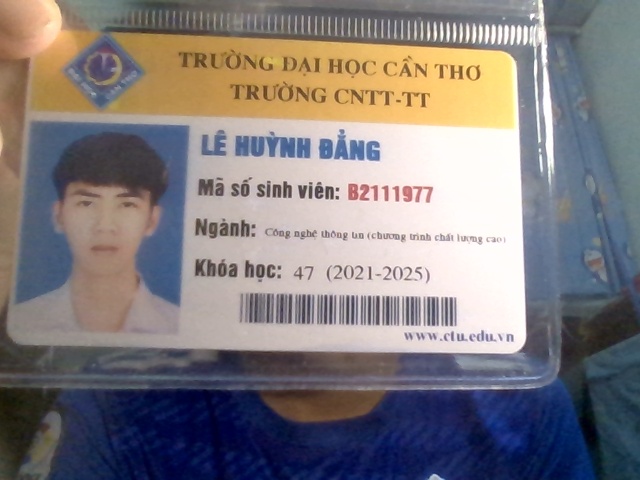 TRƯỜNG ĐẠI HỌC CẦN THƠ
TRƯỜNG CNTT-TT
LÊ HUỲNH ĐẲNG
Mã số sinh viên: B2111977
Ngành: Công nghệ thông tin (chương trình chất lượng cao)
Khóa học: 47 (2021-2025)
www.ctu.edu.vn